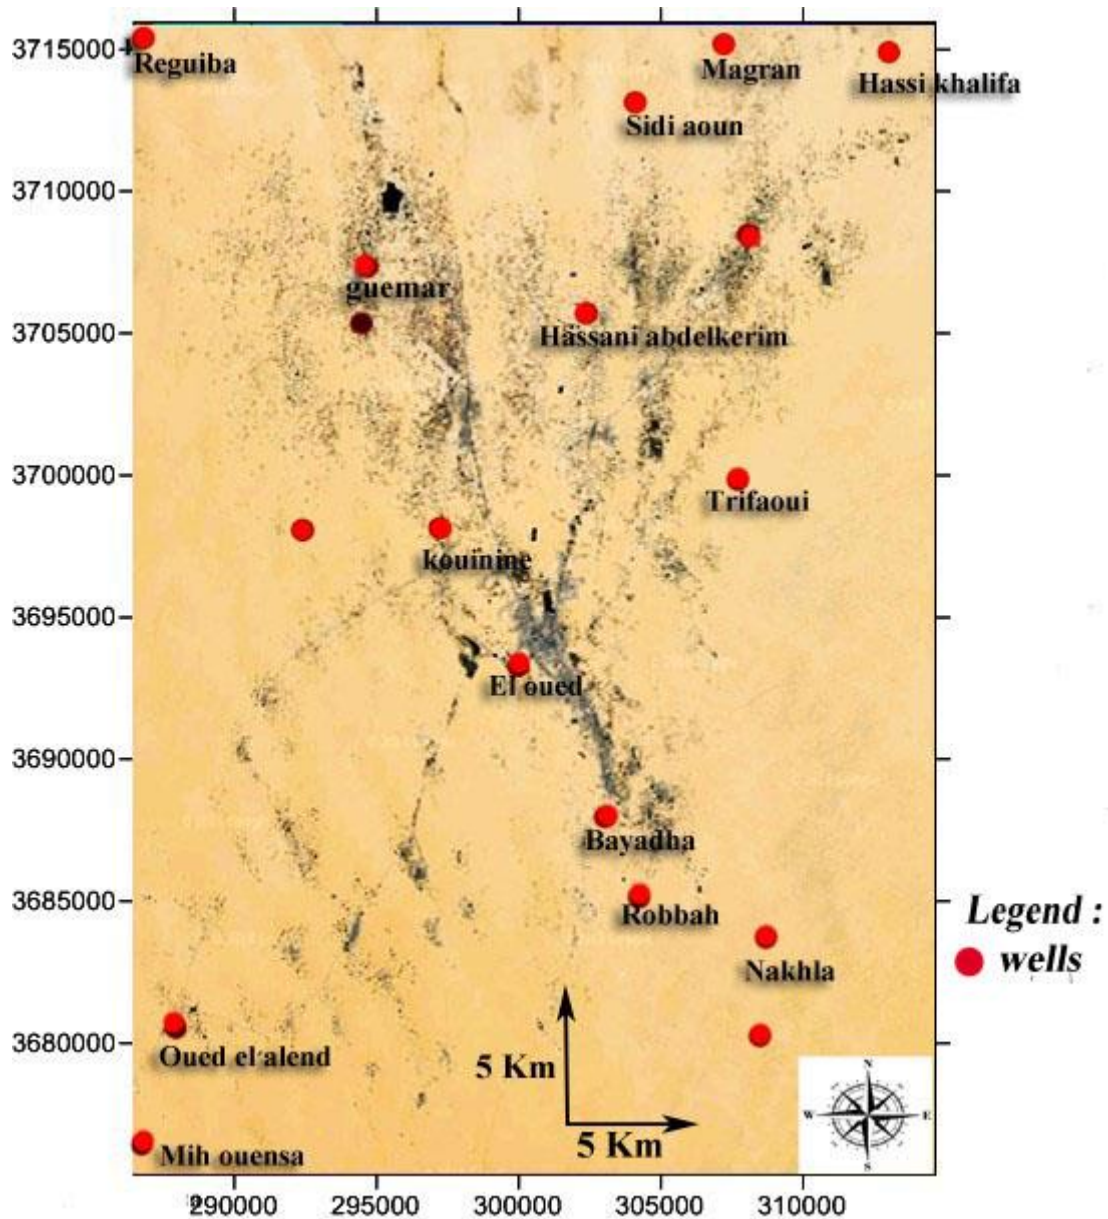 3715000
Reguiba
Magran
Hassi khalifa
Sidi aoun
3710000
guemar
3705000
Hassani abdelkerim
3700000
Trifaoui
kouinine
3695000
El oued
3690000
Bayadha
3685000
Robbah
Legend :
wells
Nakhla
3680000
Oued el alend
5 Km
N
W
E
S
5 Km
Mih ouensa
290000
295000
300000
305000
310000